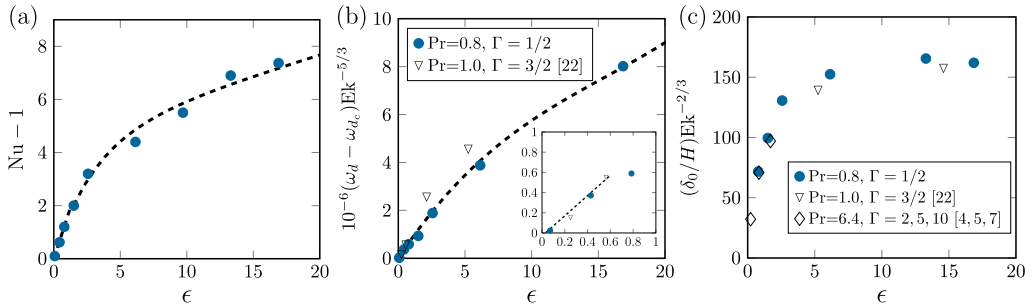 (a)
Nu − 1
8
6
4
2
0
0 5 10 15 20
ϵ
(b)
10⁻⁶(ω_d − ω_{d_c})Ek^{−5/3}
10
8
6
4
2
0
Pr=0.8, Γ = 1/2
Pr=1.0, Γ = 3/2 [22]
1
0.8
0.6
0.4
0.2
0
0 0.2 0.4 0.6 0.8 1
0 5 10 15 20
ϵ
(c)
(δ₀/H)Ek^{−2/3}
200
150
100
50
0
Pr=0.8, Γ = 1/2
Pr=1.0, Γ = 3/2 [22]
Pr=6.4, Γ = 2, 5, 10 [4, 5, 7]
0 5 10 15 20
ϵ